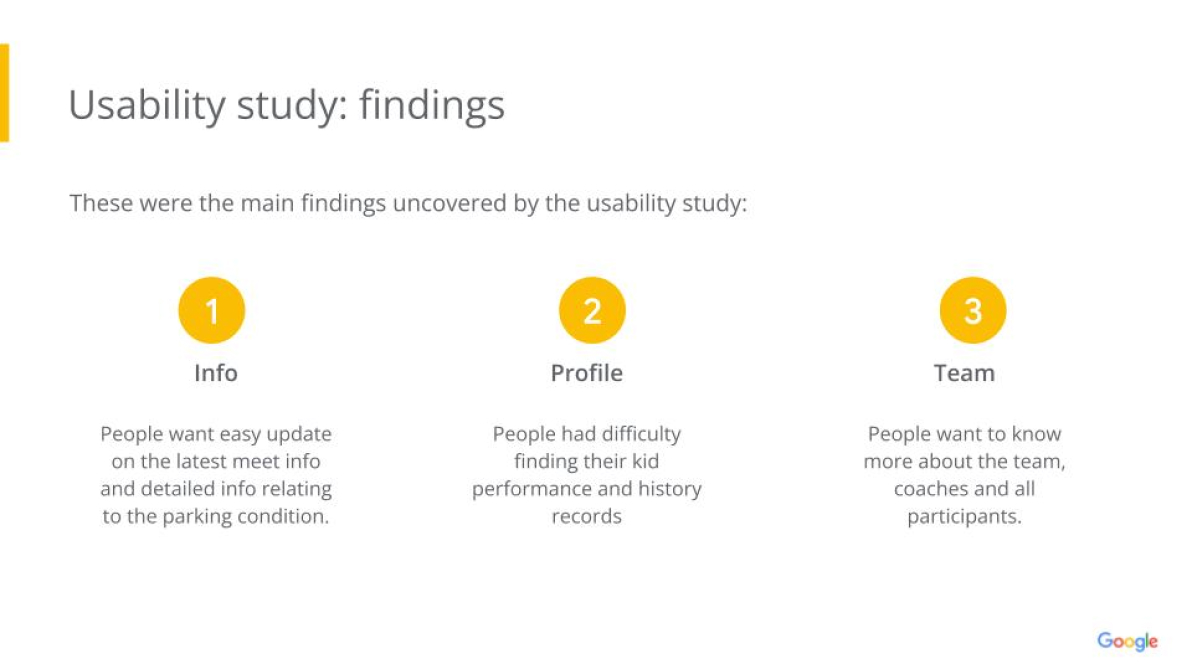 Usability study: findings
These were the main findings uncovered by the usability study:
1
Info
People want easy update
on the latest meet info
and detailed info relating
to the parking condition.
2
Profile
People had difficulty
finding their kid
performance and history
records
3
Team
People want to know
more about the team,
coaches and all
participants.
Google